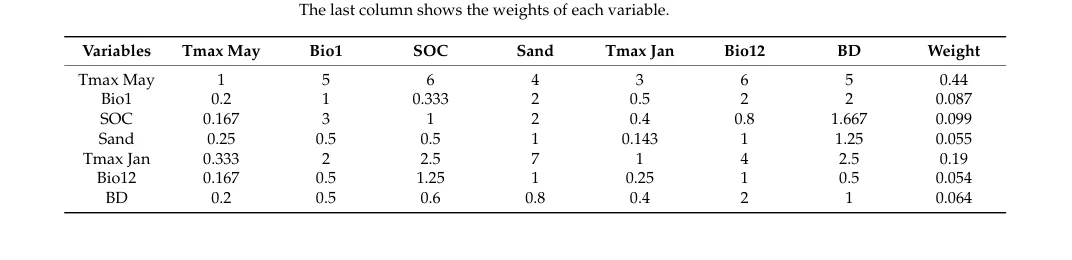 The last column shows the weights of each variable.
Variables Tmax May Bio1 SOC Sand Tmax Jan Bio12 BD Weight
Tmax May 1 5 6 4 3 6 5 0.44
Bio1 0.2 1 0.333 2 0.5 2 2 0.087
SOC 0.167 3 1 2 0.4 0.8 1.667 0.099
Sand 0.25 0.5 0.5 1 0.143 1 1.25 0.055
Tmax Jan 0.333 2 2.5 7 1 4 2.5 0.19
Bio12 0.167 0.5 1.25 1 0.25 1 0.5 0.054
BD 0.2 0.5 0.6 0.8 0.4 2 1 0.064